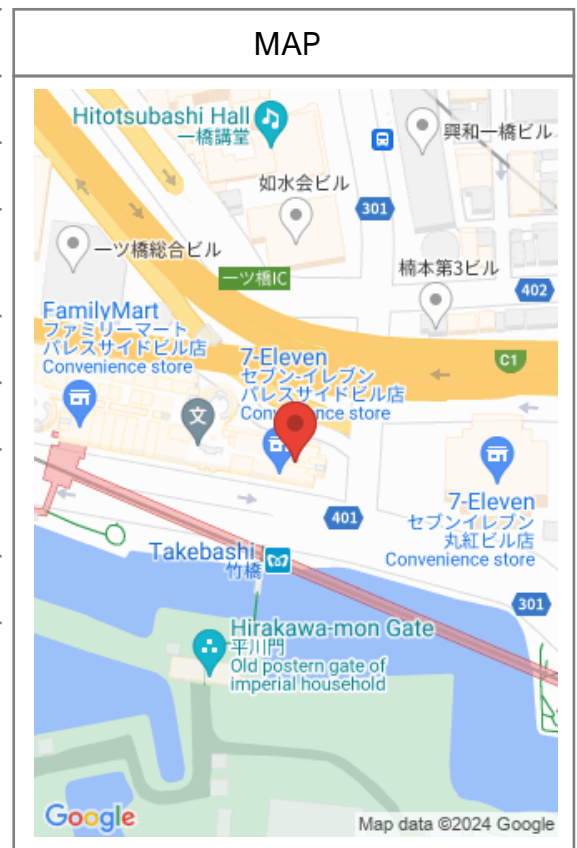 MAP
Hitotsubashi Hall
一橋講堂
興和一橋ビル
如水会ビル
301
一ツ橋総合ビル
一ツ橋IC
楠本第3ビル
402
FamilyMart
ファミリーマート
パレスサイドビル店
Convenience store
7-Eleven
セブン-イレブン
パレスサイドビル店
store
C1
文
7-Eleven
セブンイレブン
丸紅ビル店
Convenience store
401
Takebashi
竹橋
301
Hirakawa-mon Gate
平川門
Old postern gate of
imperial household
Google
Map data ©2024 Google